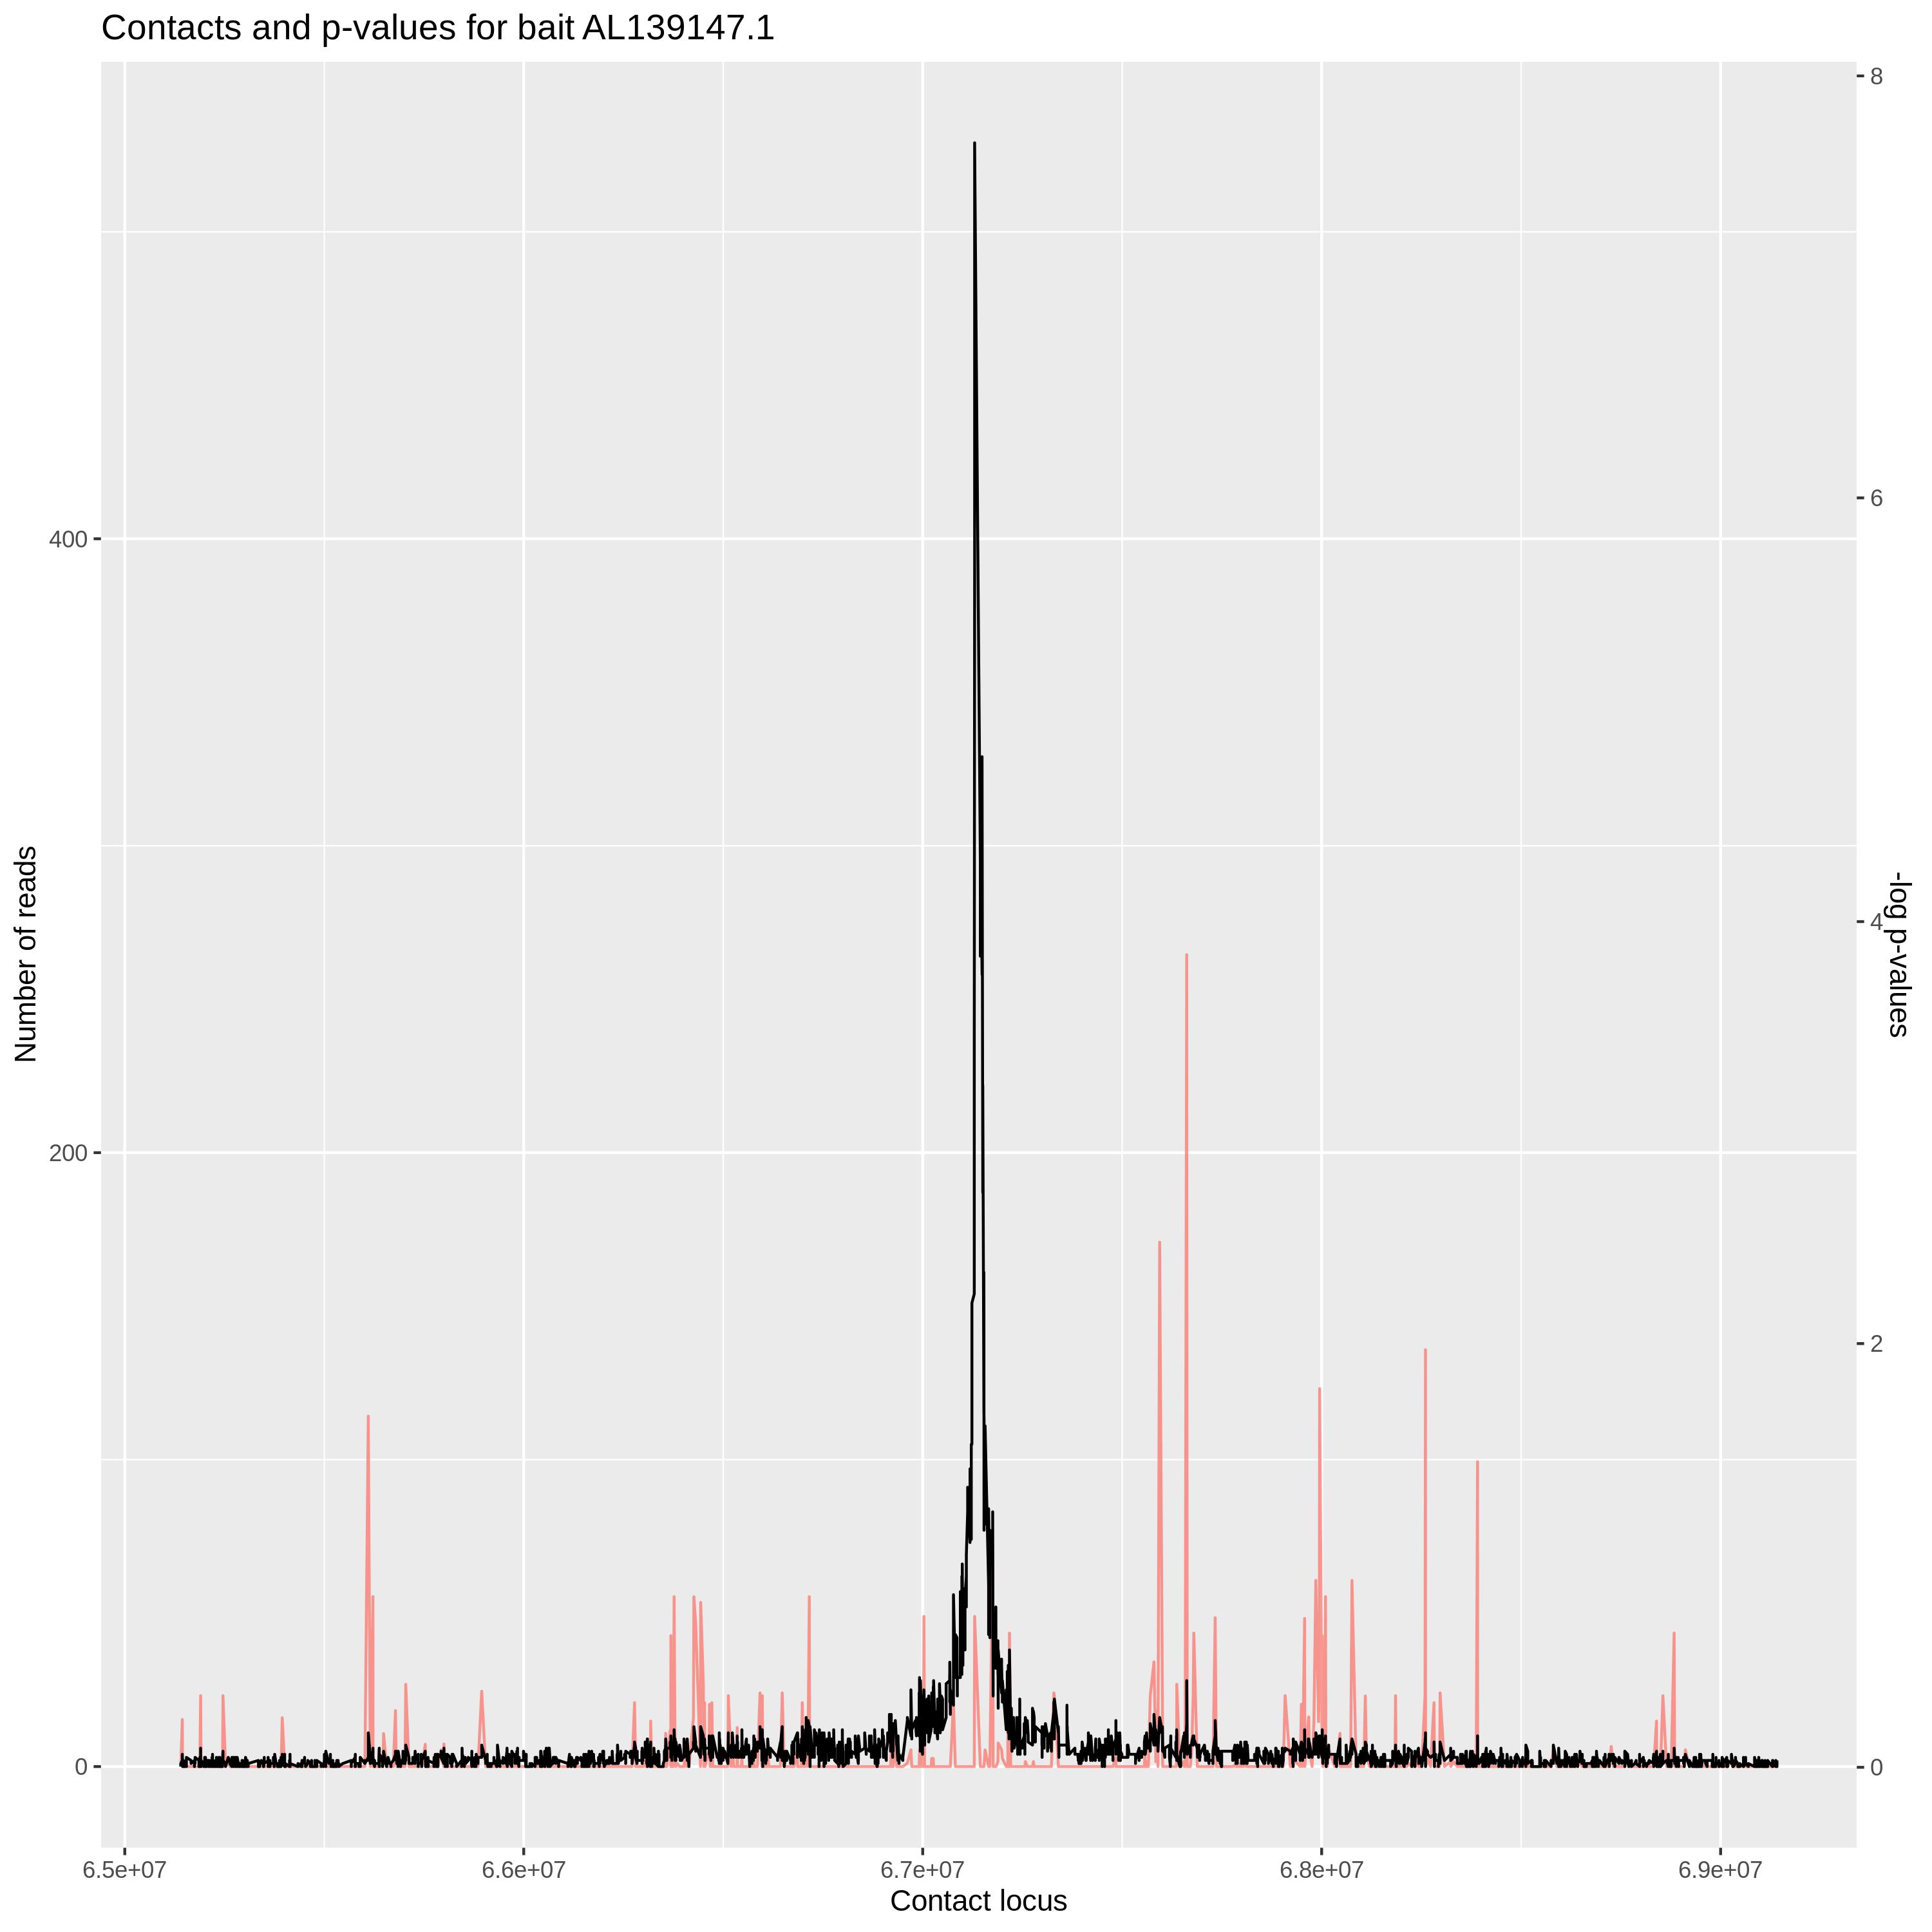 Contacts and p-values for bait AL139147.1
8
6
400
4
Number of reads
-log p-values
200
2
0
0
6.5e+07
6.6e+07
6.7e+07
6.8e+07
6.9e+07
Contact locus